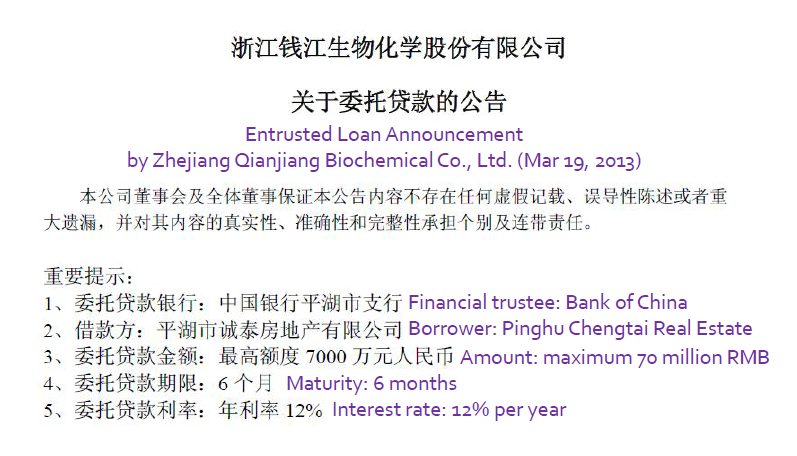 浙江钱江生物化学股份有限公司
关于委托贷款的公告
Entrusted Loan Announcement
by Zhejiang Qianjiang Biochemical Co., Ltd. (Mar 19, 2013)
本公司董事会及全体董事保证本公告内容不存在任何虚假记载、误导性陈述或者重
大遗漏，并对其内容的真实性、准确性和完整性承担个别及连带责任。
重要提示：
1、委托贷款银行：中国银行平湖市支行 Financial trustee: Bank of China
2、借款方：平湖市诚泰房地产有限公司 Borrower: Pinghu Chengtai Real Estate
3、委托贷款金额：最高额度 7000 万元人民币 Amount: maximum 70 million RMB
4、委托贷款期限：6 个月 Maturity: 6 months
5、委托贷款利率：年利率 12% Interest rate: 12% per year